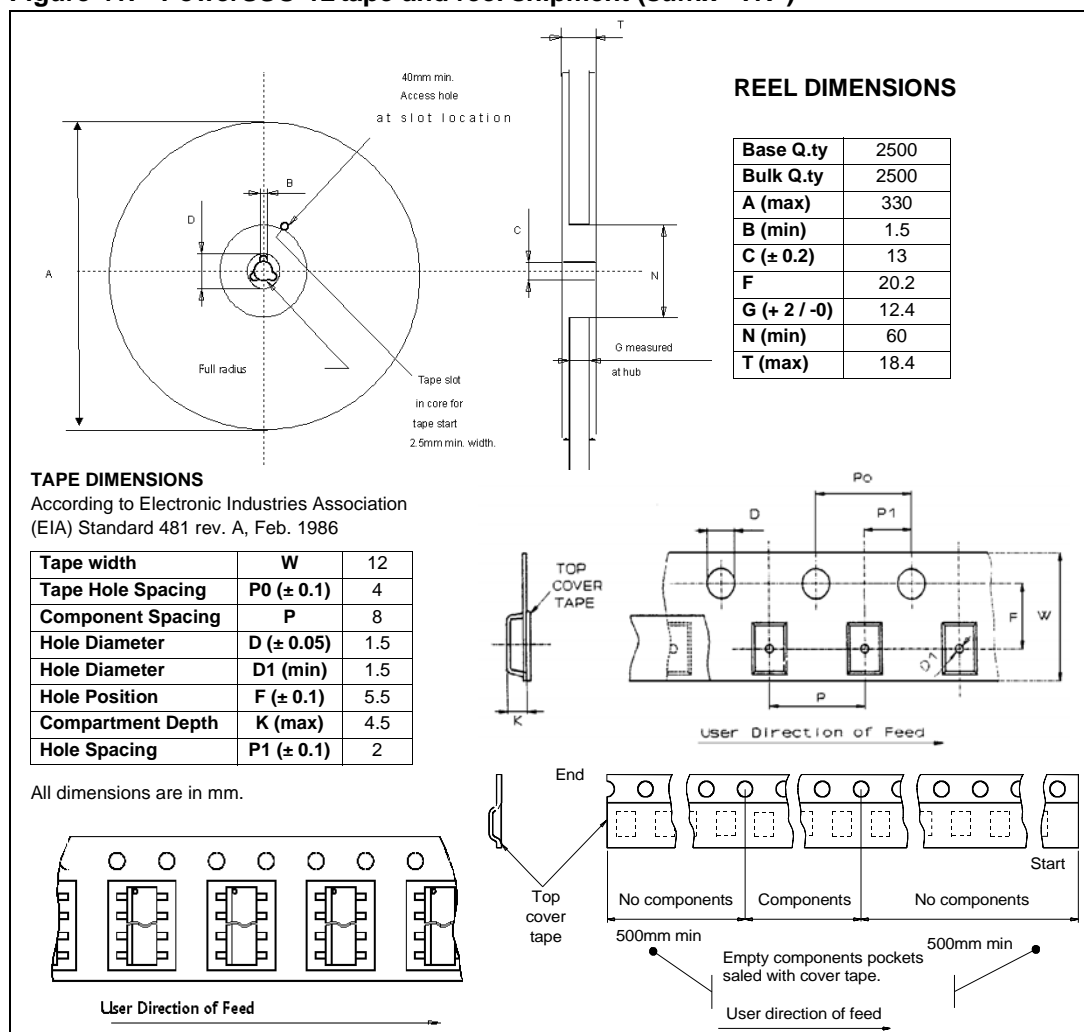 T
40mm min.
Access hole
at slot location
B
D
A
C
N
G measured
at hub
Full radius
Tape slot
in core for
tape start
2.5mm min. width.
REEL DIMENSIONS
Base Q.ty 2500
Bulk Q.ty 2500
A (max) 330
B (min) 1.5
C (± 0.2) 13
F 20.2
G (+ 2 / -0) 12.4
N (min) 60
T (max) 18.4
TAPE DIMENSIONS
According to Electronic Industries Association
(EIA) Standard 481 rev. A, Feb. 1986
Tape width W 12
Tape Hole Spacing P0 (± 0.1) 4
Component Spacing P 8
Hole Diameter D (± 0.05) 1.5
Hole Diameter D1 (min) 1.5
Hole Position F (± 0.1) 5.5
Compartment Depth K (max) 4.5
Hole Spacing P1 (± 0.1) 2
All dimensions are in mm.
Po
D
P1
TOP
COVER
TAPE
F
W
D1
K
P
User Direction of Feed
End
Start
Top
cover
tape
No components
Components
No components
500mm min
500mm min
Empty components pockets
saled with cover tape.
User direction of feed
User Direction of Feed